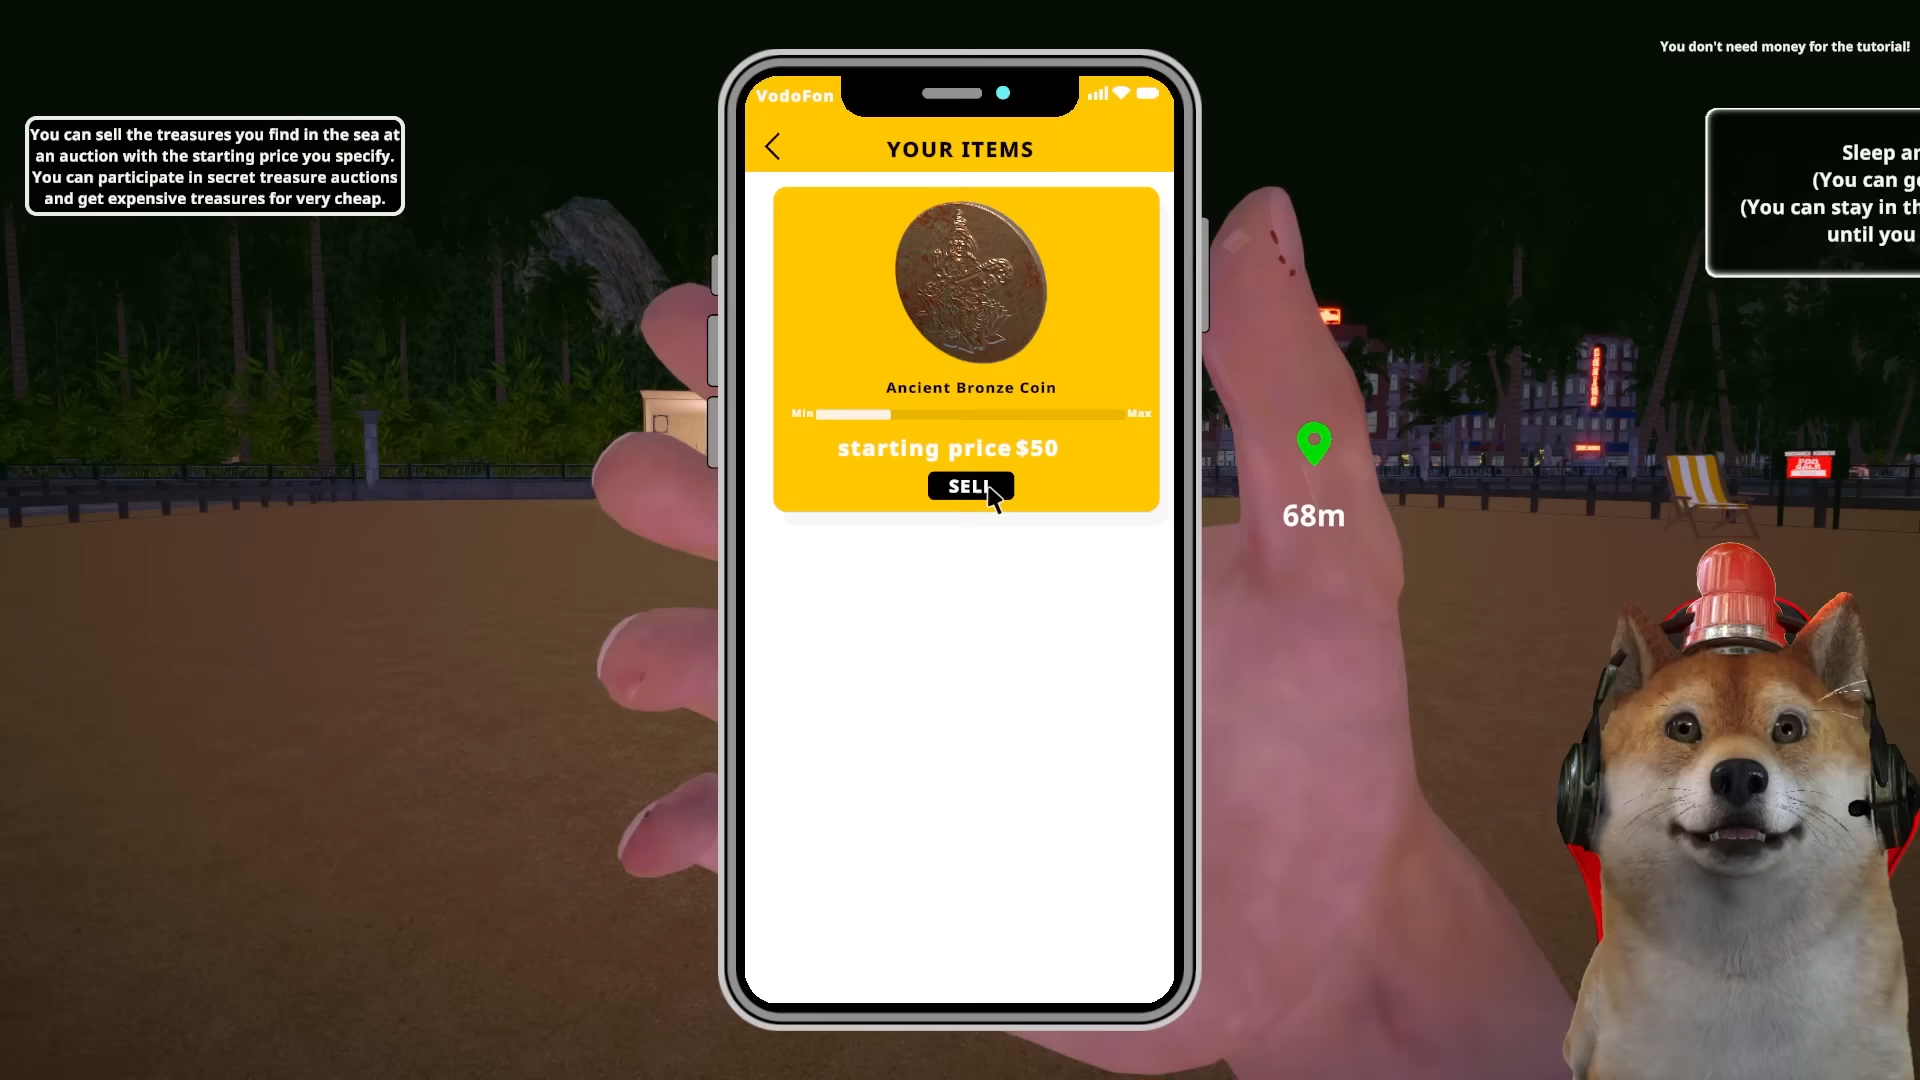 You don't need money for the tutorial!
VodoFon
YOUR ITEMS
You can sell the treasures you find in the sea at
an auction with the starting price you specify.
You can participate in secret treasure auctions
and get expensive treasures for very cheap.
Sleep
(You can
(You can stay in
until you
Ancient Bronze Coin
Min
Max
starting price $50
SELL
68m